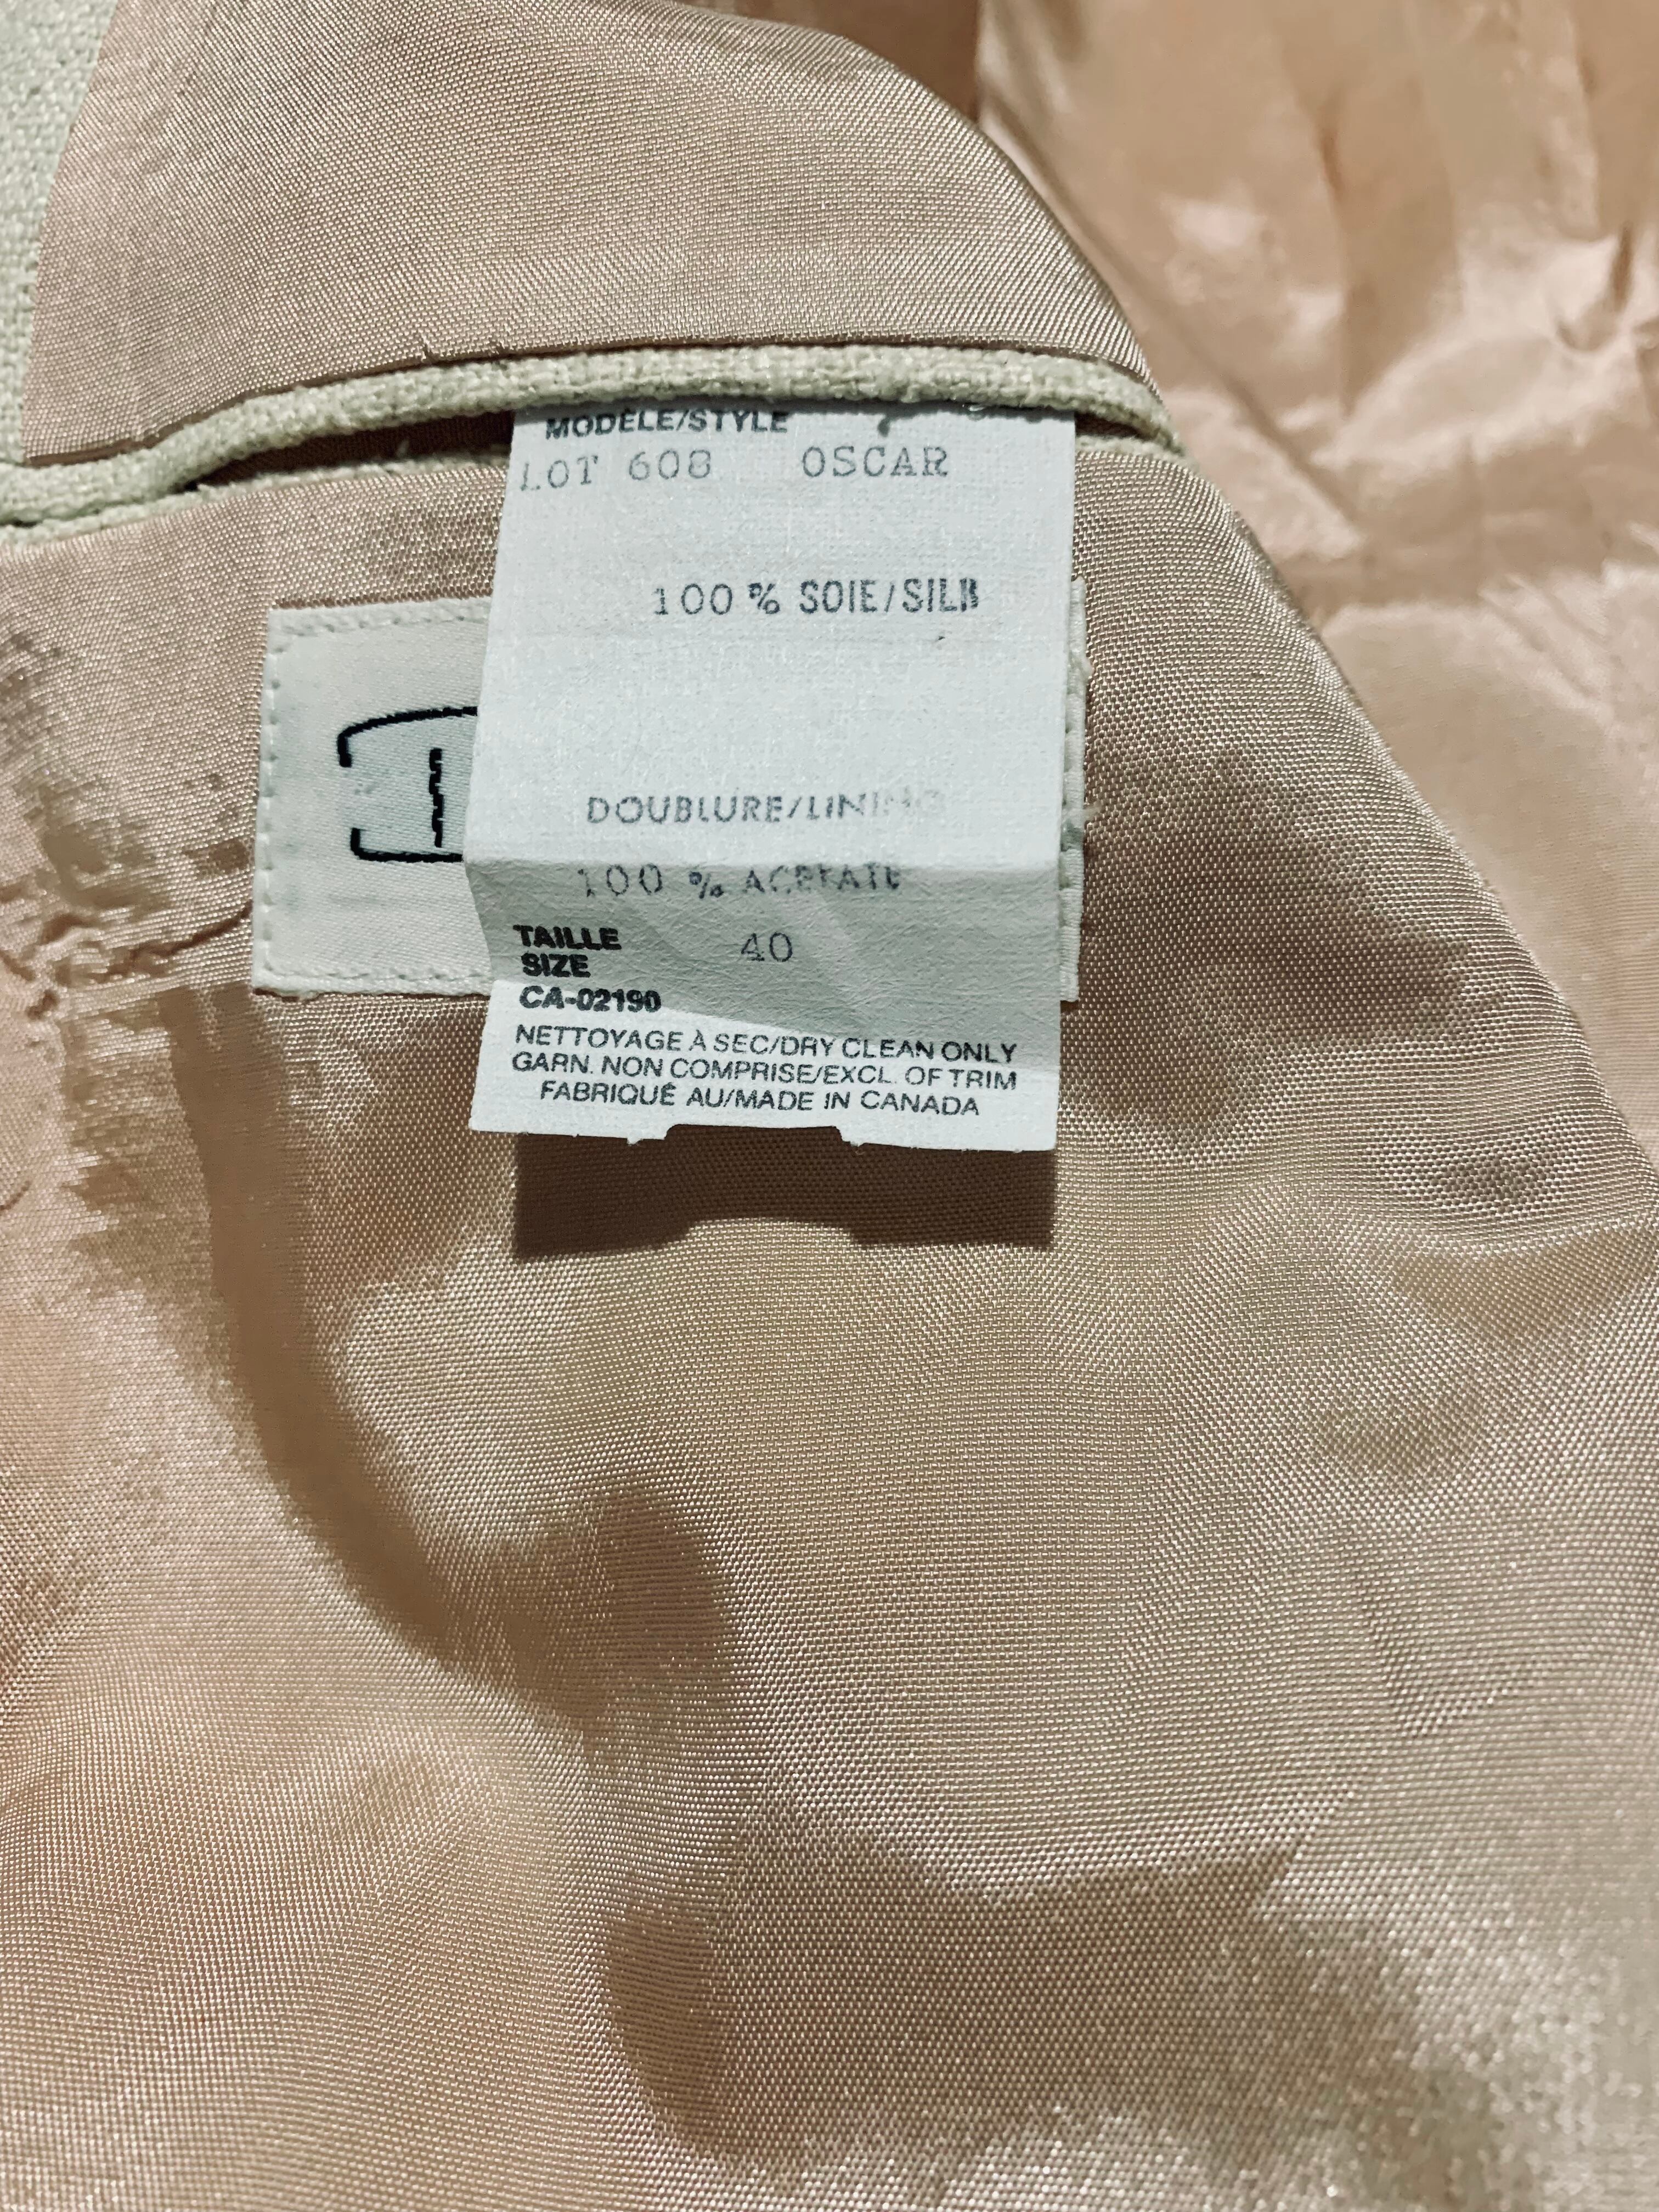 MODÈLE/STYLE
LOT 608 OSCAR
100 % SOIE/SILK
DOUBLURE/LINING
100 % ACETATE
TAILLE 40
SIZE
CA-02190
NETTOYAGE À SEC/DRY CLEAN ONLY
GARN. NON COMPRISE/EXCL. OF TRIM
FABRIQUÉ AU/MADE IN CANADA